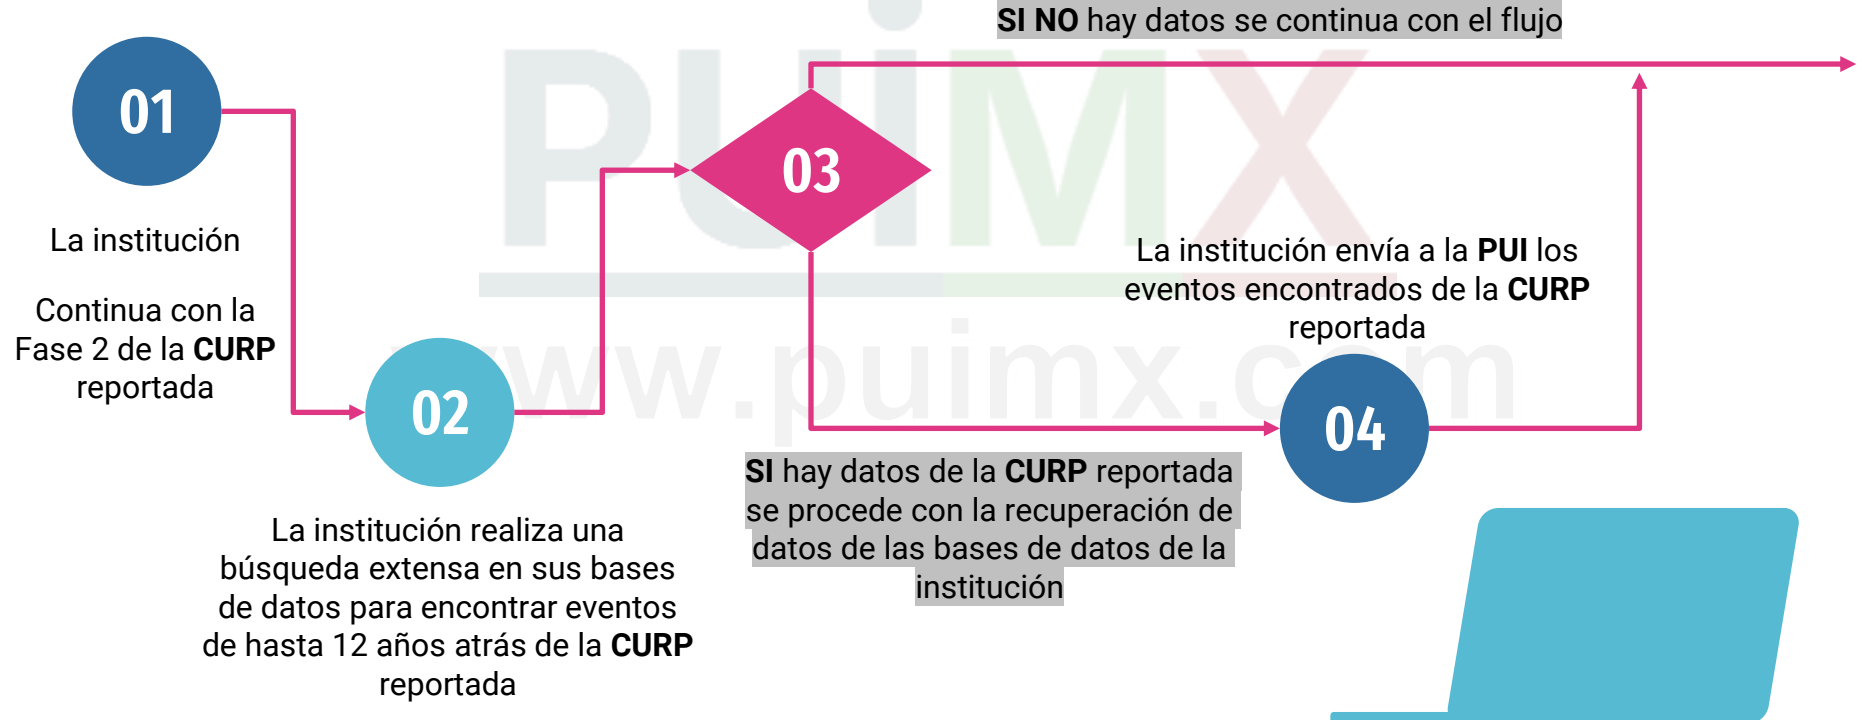 SI NO hay datos se continua con el flujo
PUiMX
www.puimx.com
01
La institución
Continua con la
Fase 2 de la CURP
reportada
02
La institución realiza una
búsqueda extensa en sus bases
de datos para encontrar eventos
de hasta 12 años atrás de la CURP
reportada
03
SI hay datos de la CURP reportada
se procede con la recuperación de
datos de las bases de datos de la
institución
La institución envía a la PUI los
eventos encontrados de la CURP
reportada
04